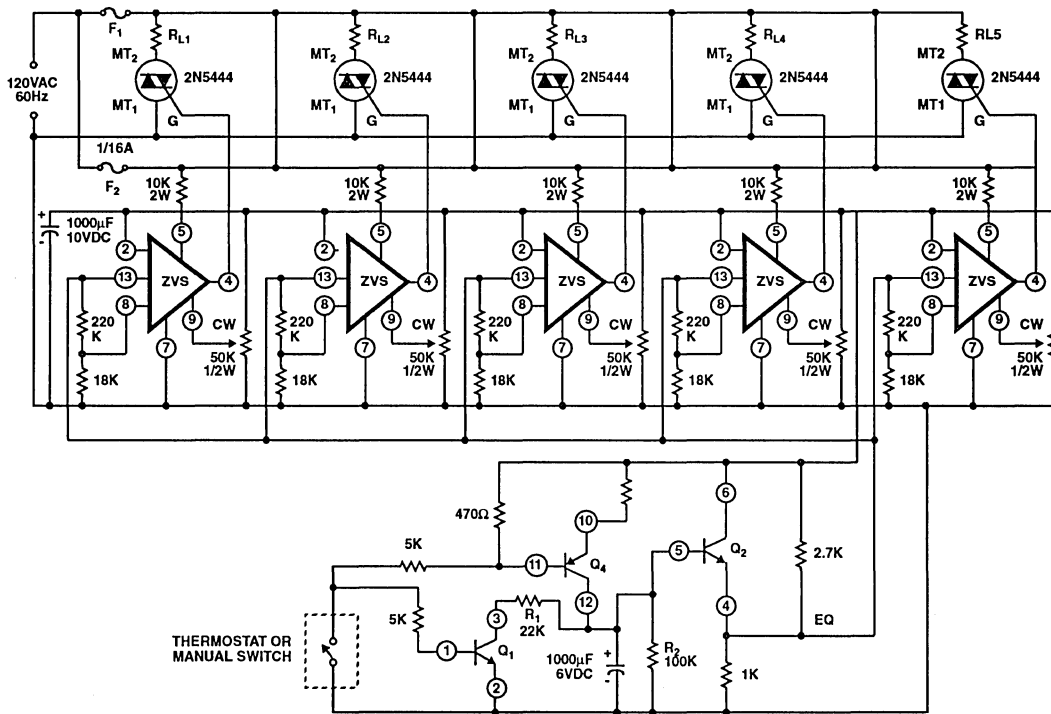 F1
RL1
RL2
RL3
RL4
RL5
MT2
MT2
MT2
MT2
MT2
120VAC
60Hz
2N5444
2N5444
2N5444
2N5444
2N5444
MT1
MT1
MT1
MT1
MT1
G
G
G
G
G
1/16A
F2
10K
2W
10K
2W
10K
2W
10K
2W
10K
2W
+
1000µF
10VDC
-
2
5
13
ZVS
4
8
9
7
220
K
18K
CW
50K
1/2W
2
5
13
ZVS
4
8
9
7
220
K
18K
CW
50K
1/2W
2
5
13
ZVS
4
8
9
7
220
K
18K
CW
50K
1/2W
2
5
13
ZVS
4
8
9
7
220
K
18K
CW
50K
1/2W
2
5
13
ZVS
4
8
9
7
220
K
18K
CW
50K
1/2W
470Ω
10
6
5K
11
Q4
5
Q2
2.7K
12
4
5K
3
R1
22K
EQ
THERMOSTAT OR
MANUAL SWITCH
1
Q1
1000µF
6VDC
+
-
R2
100K
1K
2